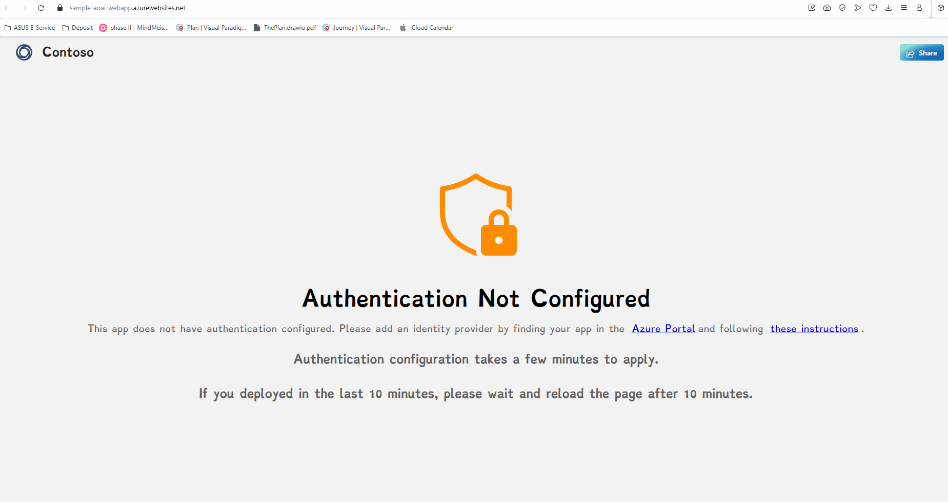 sample-aoai-webapp.azurewebsites.net
ASUS E-Service Deposit phase II - MindMeis... Plan | Visual Paradig... ThePlan.drawio.pdf Journey | Visual Par... iCloud Calendar
Contoso Share
Authentication Not Configured
This app does not have authentication configured. Please add an identity provider by finding your app in the Azure Portal and following these instructions .
Authentication configuration takes a few minutes to apply.
If you deployed in the last 10 minutes, please wait and reload the page after 10 minutes.